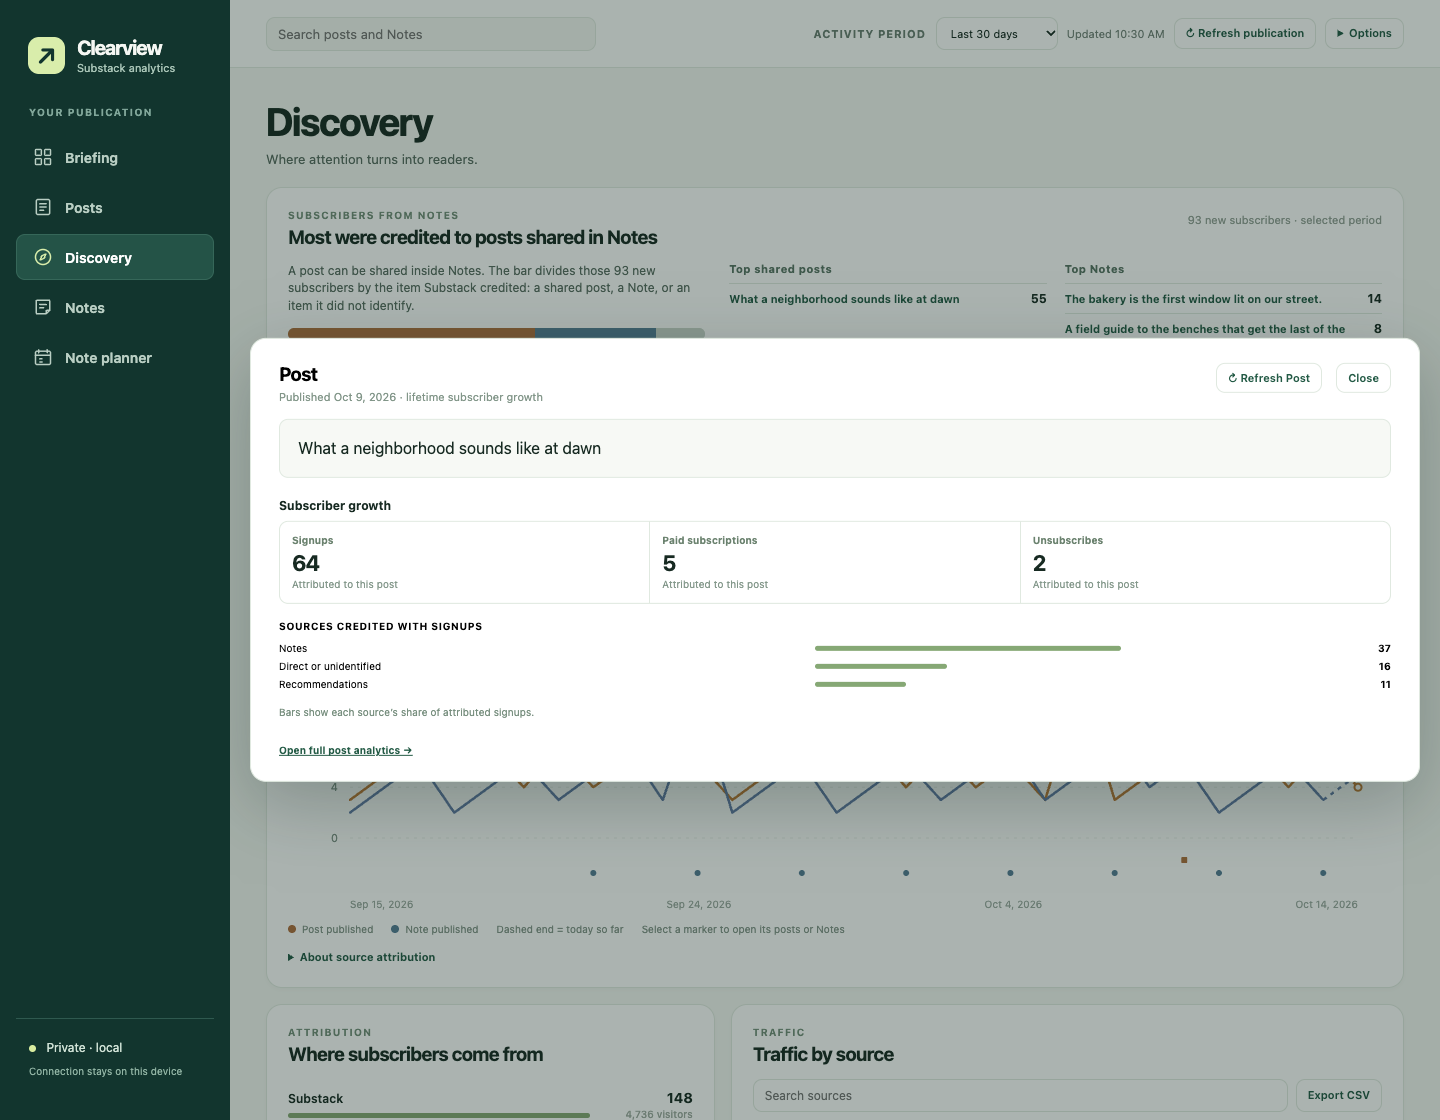 Clearview
Substack analytics
YOUR PUBLICATION
Briefing
Posts
Discovery
Notes
Note planner
Private · local
Connection stays on this device
Search posts and Notes
ACTIVITY PERIOD
Last 30 days
Updated 10:30 AM
↻ Refresh publication
▶ Options
Discovery
Where attention turns into readers.
SUBSCRIBERS FROM NOTES
Most were credited to posts shared in Notes
93 new subscribers · selected period
A post can be shared inside Notes. The bar divides those 93 new
subscribers by the item Substack credited: a shared post, a Note, or an
item it did not identify.
Top shared posts
What a neighborhood sounds like at dawn 55
Top Notes
The bakery is the first window lit on our street. 14
A field guide to the benches that get the last of the 8
Post
Published Oct 9, 2026 · lifetime subscriber growth
↻ Refresh Post
Close
What a neighborhood sounds like at dawn
Subscriber growth
Signups
64
Attributed to this post
Paid subscriptions
5
Attributed to this post
Unsubscribes
2
Attributed to this post
SOURCES CREDITED WITH SIGNUPS
Notes 37
Direct or unidentified 16
Recommendations 11
Bars show each source's share of attributed signups.
Open full post analytics →
4
6
0
Sep 15, 2026 Sep 24, 2026 Oct 4, 2026 Oct 14, 2026
Post published Note published Dashed end = today so far Select a marker to open its posts or Notes
▶ About source attribution
ATTRIBUTION
Where subscribers come from
Substack 148
4,736 visitors
TRAFFIC
Traffic by source
Search sources
Export CSV